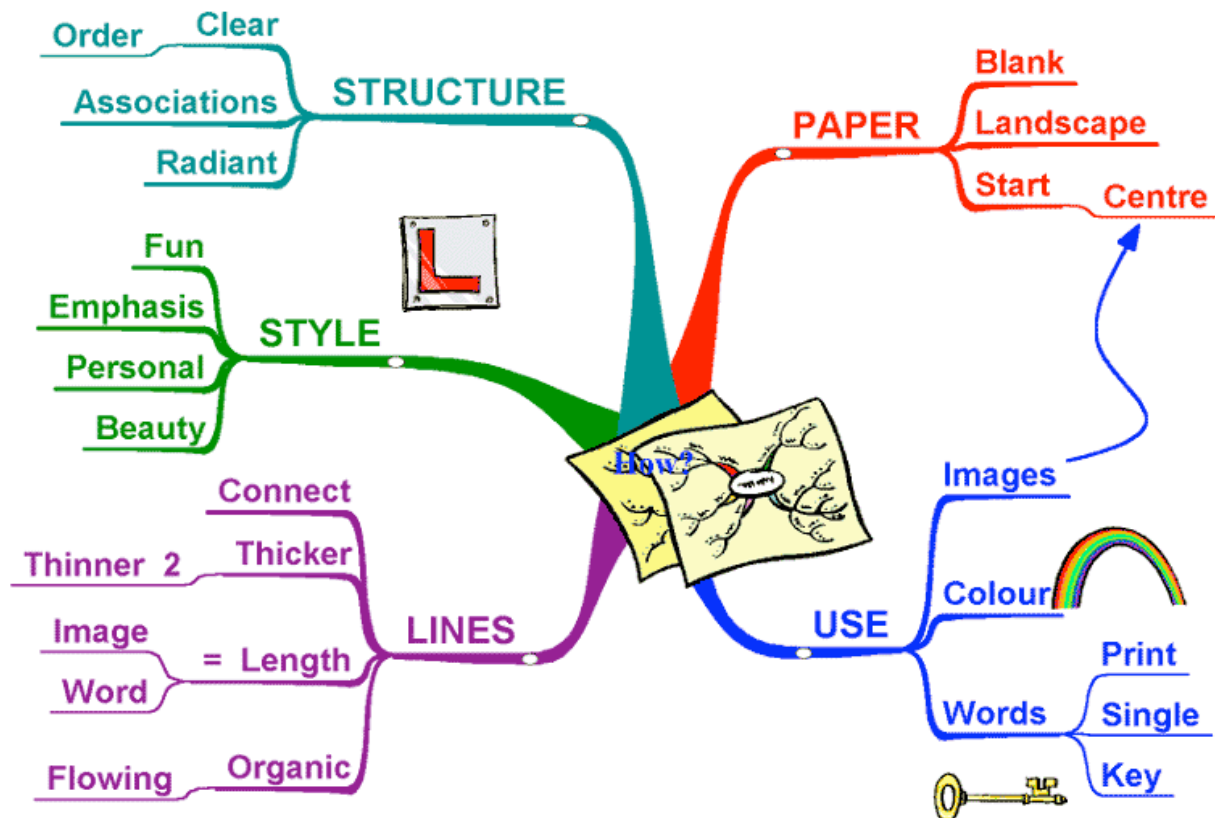 STRUCTURE
Clear
Order
Associations
Radiant
PAPER
Blank
Landscape
Start
Centre
L
STYLE
Fun
Emphasis
Personal
Beauty
How?
LINES
Connect
Thicker
Thinner 2
= Length
Image
Word
Organic
Flowing
USE
Images
Colour
Words
Print
Single
Key